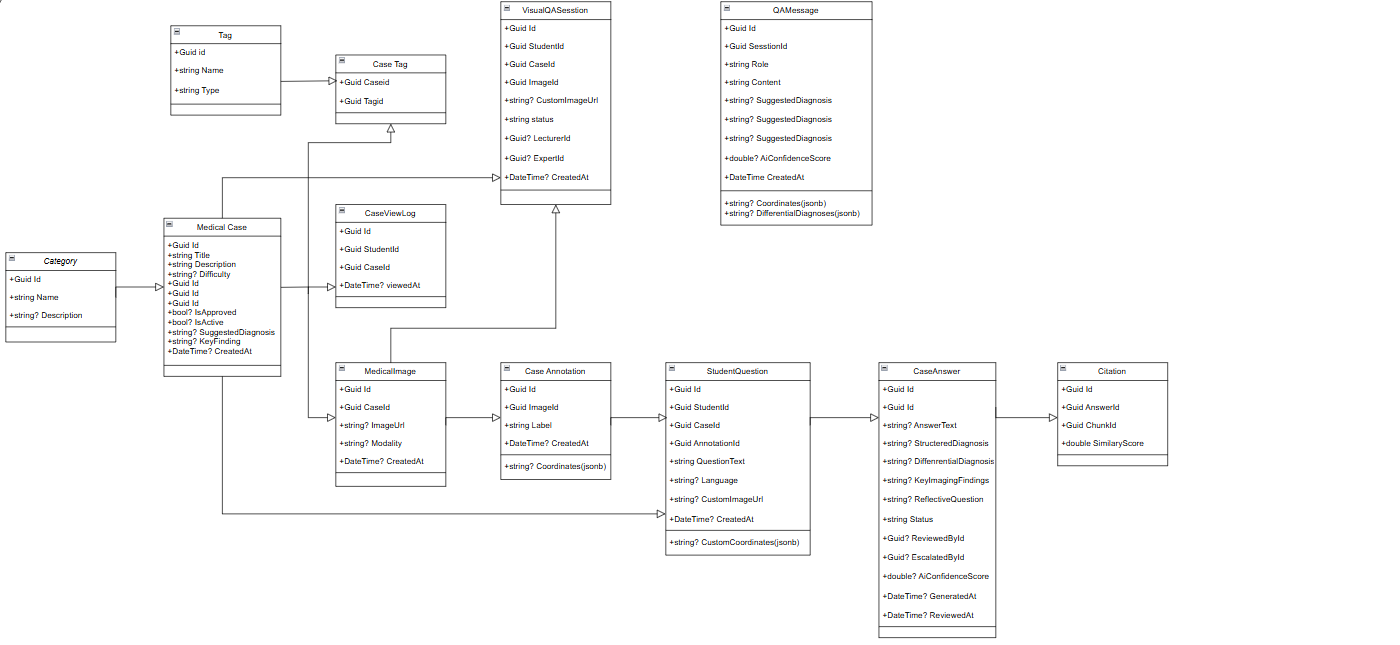 Tag
+Guid id
+string Name
+string Type
Case Tag
+Guid Caseid
+Guid Tagid
VisualQASesstion
+Guid Id
+Guid StudentId
+Guid CaseId
+Guid ImageId
+string? CustomImageUrl
+string status
+Guid? LecturerId
+Guid? ExpertId
+DateTime? CreatedAt
QAMessage
+Guid Id
+Guid SesstionId
+string Role
+string Content
+string? SuggestedDiagnosis
+string? SuggestedDiagnosis
+string? SuggestedDiagnosis
+double? AiConfidenceScore
+DateTime CreatedAt
+string? Coordinates(jsonb)
+string? DifferentialDiagnoses(jsonb)
Category
+Guid Id
+string Name
+string? Description
Medical Case
+Guid Id
+string Title
+string Description
+string? Difficulty
+Guid Id
+Guid Id
+Guid Id
+bool? IsApproved
+bool? IsActive
+string? SuggestedDiagnosis
+string? KeyFinding
+DateTime? CreatedAt
CaseViewLog
+Guid Id
+Guid StudentId
+Guid CaseId
+DateTime? viewedAt
MedicalImage
+Guid Id
+Guid CaseId
+string? ImageUrl
+string? Modality
+DateTime? CreatedAt
Case Annotation
+Guid Id
+Guid ImageId
+string Label
+DateTime? CreatedAt
+string? Coordinates(jsonb)
StudentQuestion
+Guid Id
+Guid StudentId
+Guid CaseId
+Guid AnnotationId
+string QuestionText
+string? Language
+string? CustomImageUrl
+DateTime? CreatedAt
+string? CustomCoordinates(jsonb)
CaseAnswer
+Guid Id
+Guid Id
+string? AnswerText
+string? StructeredDiagnosis
+string? DiffenrentialDiagnosis
+string? KeyImagingFindings
+string? ReflectiveQuestion
+string Status
+Guid? ReviewedById
+Guid? EscalatedById
+double? AiConfidenceScore
+DateTime? GeneratedAt
+DateTime? ReviewedAt
Citation
+Guid Id
+Guid AnswerId
+Guid ChunkId
+double SimilaryScore